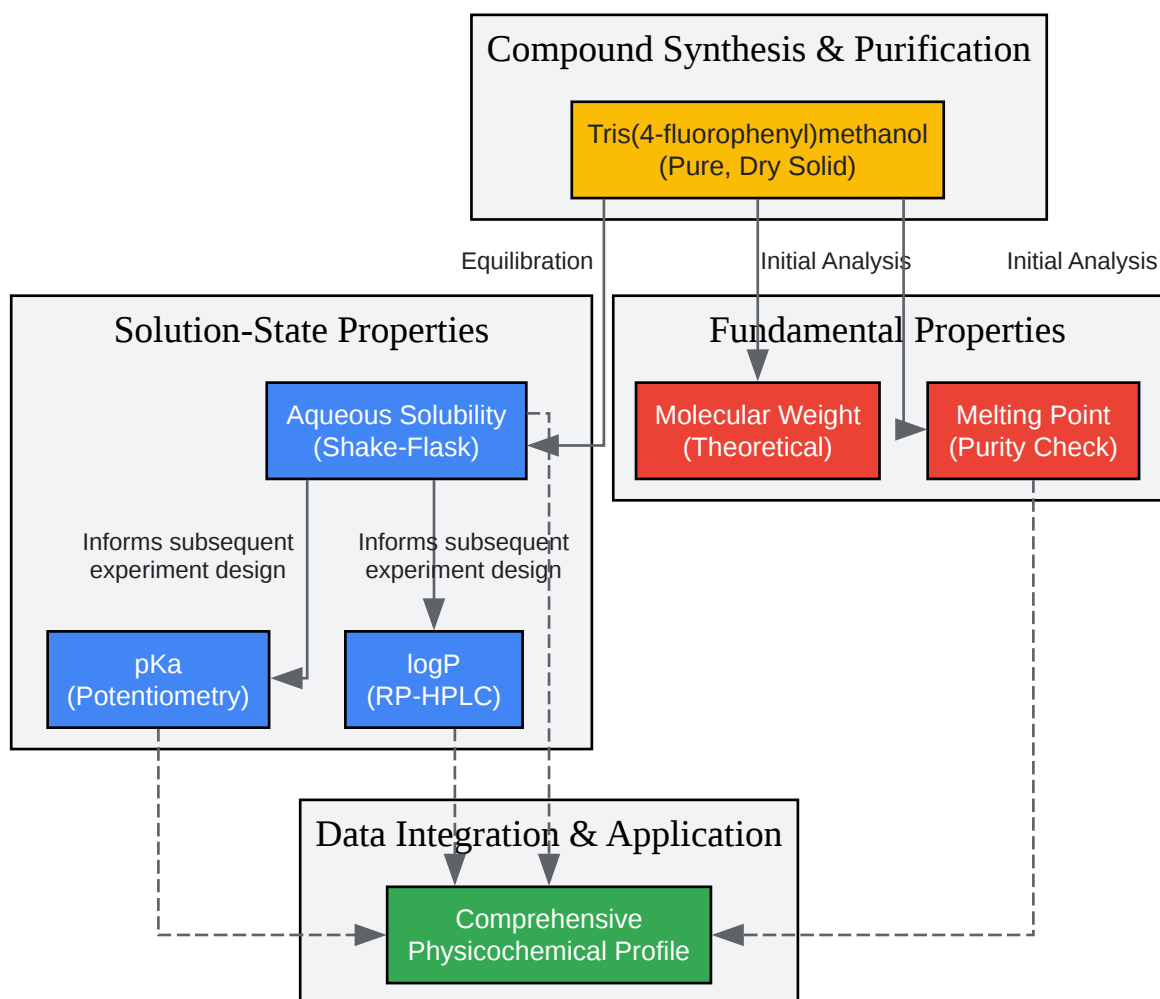 Compound Synthesis & Purification
Tris(4-fluorophenyl)methanol
(Pure, Dry Solid)
Equilibration
Initial Analysis
Initial Analysis
Solution-State Properties
Fundamental Properties
Aqueous Solubility
(Shake-Flask)
Molecular Weight
(Theoretical)
Melting Point
(Purity Check)
Informs subsequent
experiment design
Informs subsequent
experiment design
pKa
(Potentiometry)
logP
(RP-HPLC)
Data Integration & Application
Comprehensive
Physicochemical Profile